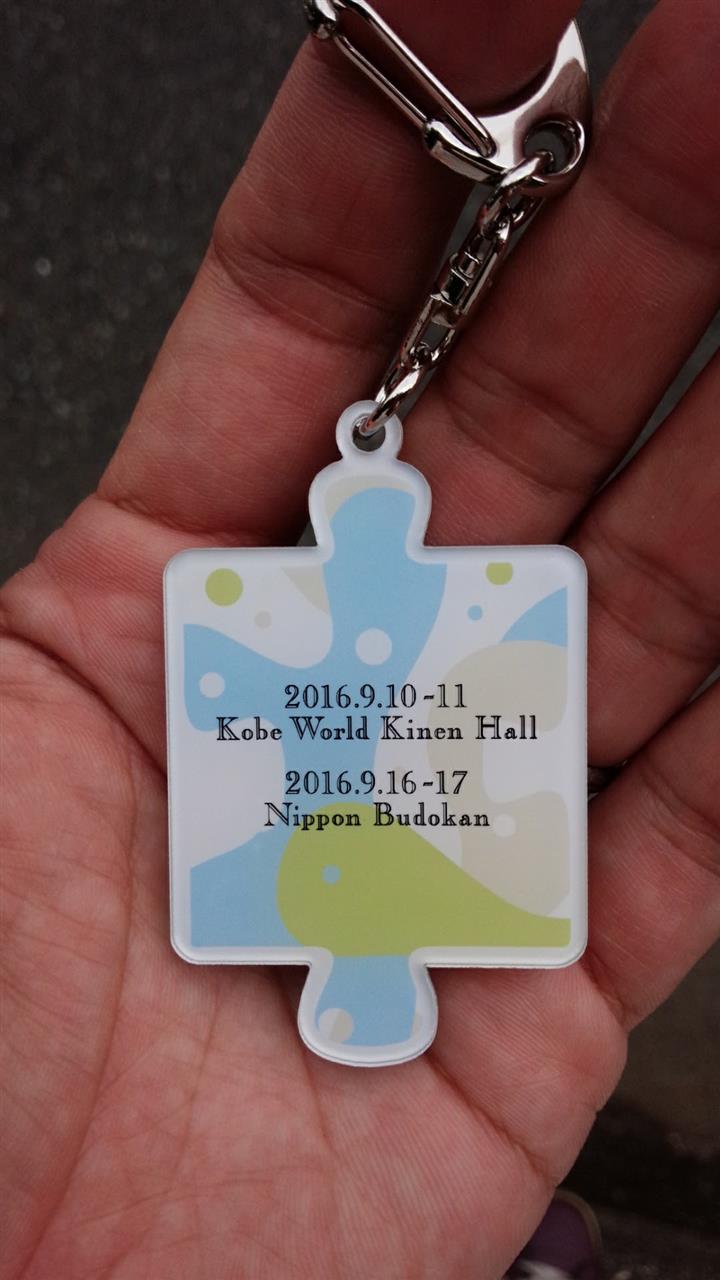 2016.9.10-11
Kobe World Kinen Hall
2016.9.16-17
Nippon Budokan